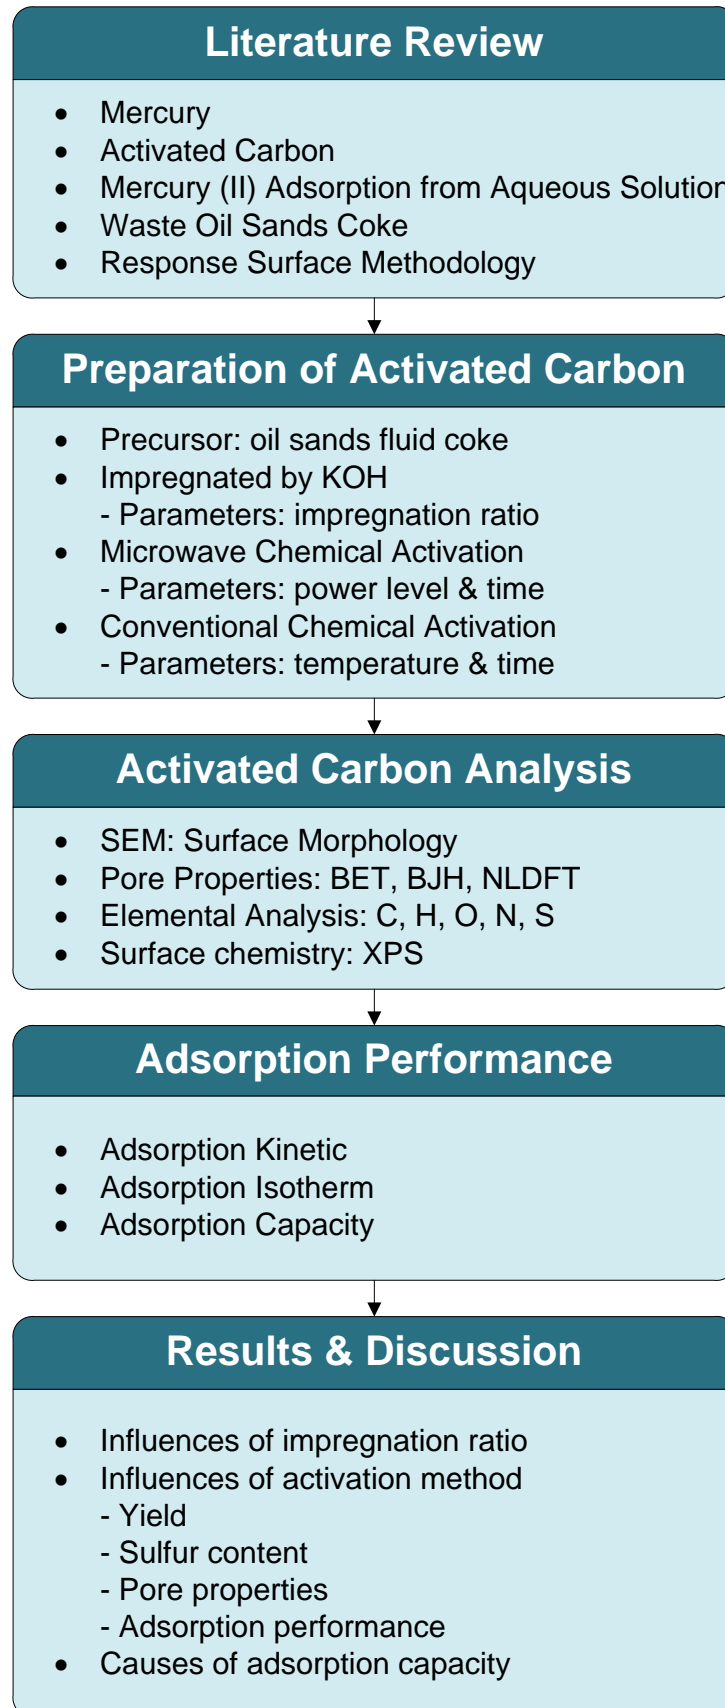 Literature Review
• Mercury
• Activated Carbon
• Mercury (II) Adsorption from Aqueous Solution
• Waste Oil Sands Coke
• Response Surface Methodology
Preparation of Activated Carbon
• Precursor: oil sands fluid coke
• Impregnated by KOH
- Parameters: impregnation ratio
• Microwave Chemical Activation
- Parameters: power level & time
• Conventional Chemical Activation
- Parameters: temperature & time
Activated Carbon Analysis
• SEM: Surface Morphology
• Pore Properties: BET, BJH, NLDFT
• Elemental Analysis: C, H, O, N, S
• Surface chemistry: XPS
Adsorption Performance
• Adsorption Kinetic
• Adsorption Isotherm
• Adsorption Capacity
Results & Discussion
• Influences of impregnation ratio
• Influences of activation method
- Yield
- Sulfur content
- Pore properties
- Adsorption performance
• Causes of adsorption capacity